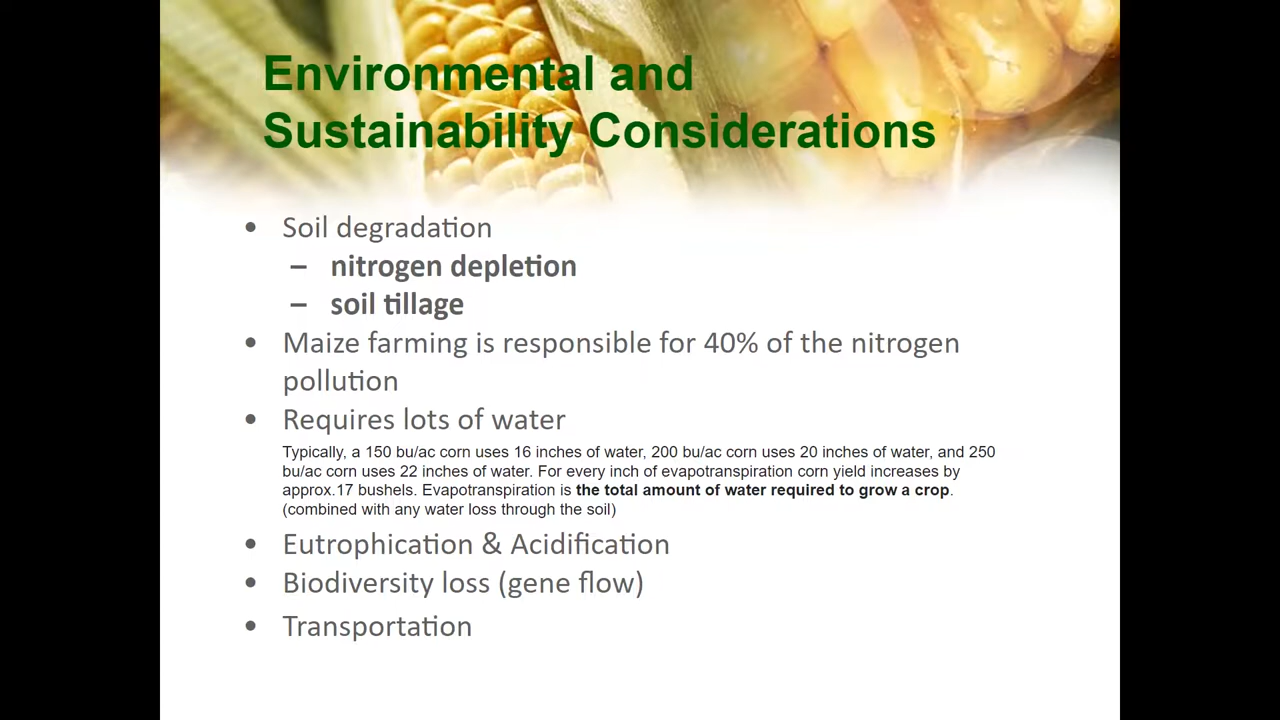 Environmental and
Sustainability Considerations
• Soil degradation
– nitrogen depletion
– soil tillage
• Maize farming is responsible for 40% of the nitrogen
pollution
• Requires lots of water
Typically, a 150 bu/ac corn uses 16 inches of water, 200 bu/ac corn uses 20 inches of water, and 250
bu/ac corn uses 22 inches of water. For every inch of evapotranspiration corn yield increases by
approx.17 bushels. Evapotranspiration is the total amount of water required to grow a crop.
(combined with any water loss through the soil)
• Eutrophication & Acidification
• Biodiversity loss (gene flow)
• Transportation